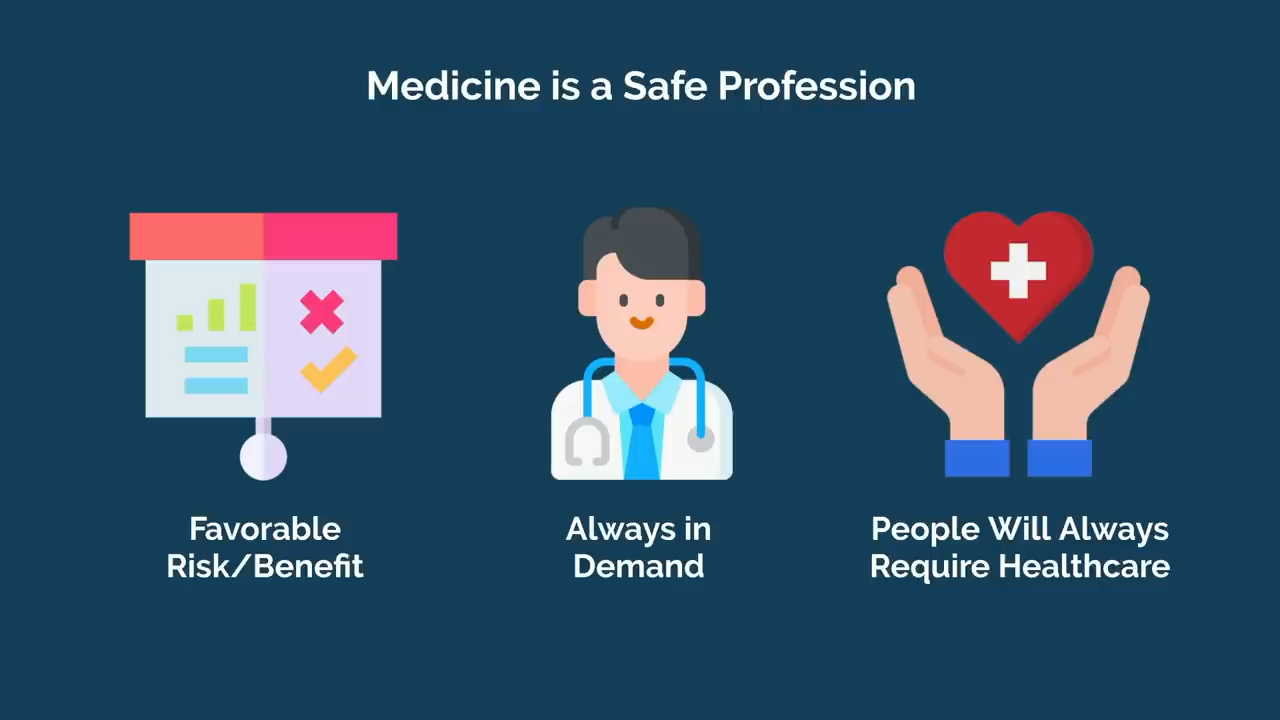 Medicine is a Safe Profession
Favorable
Risk/Benefit
Always in
Demand
People Will Always
Require Healthcare